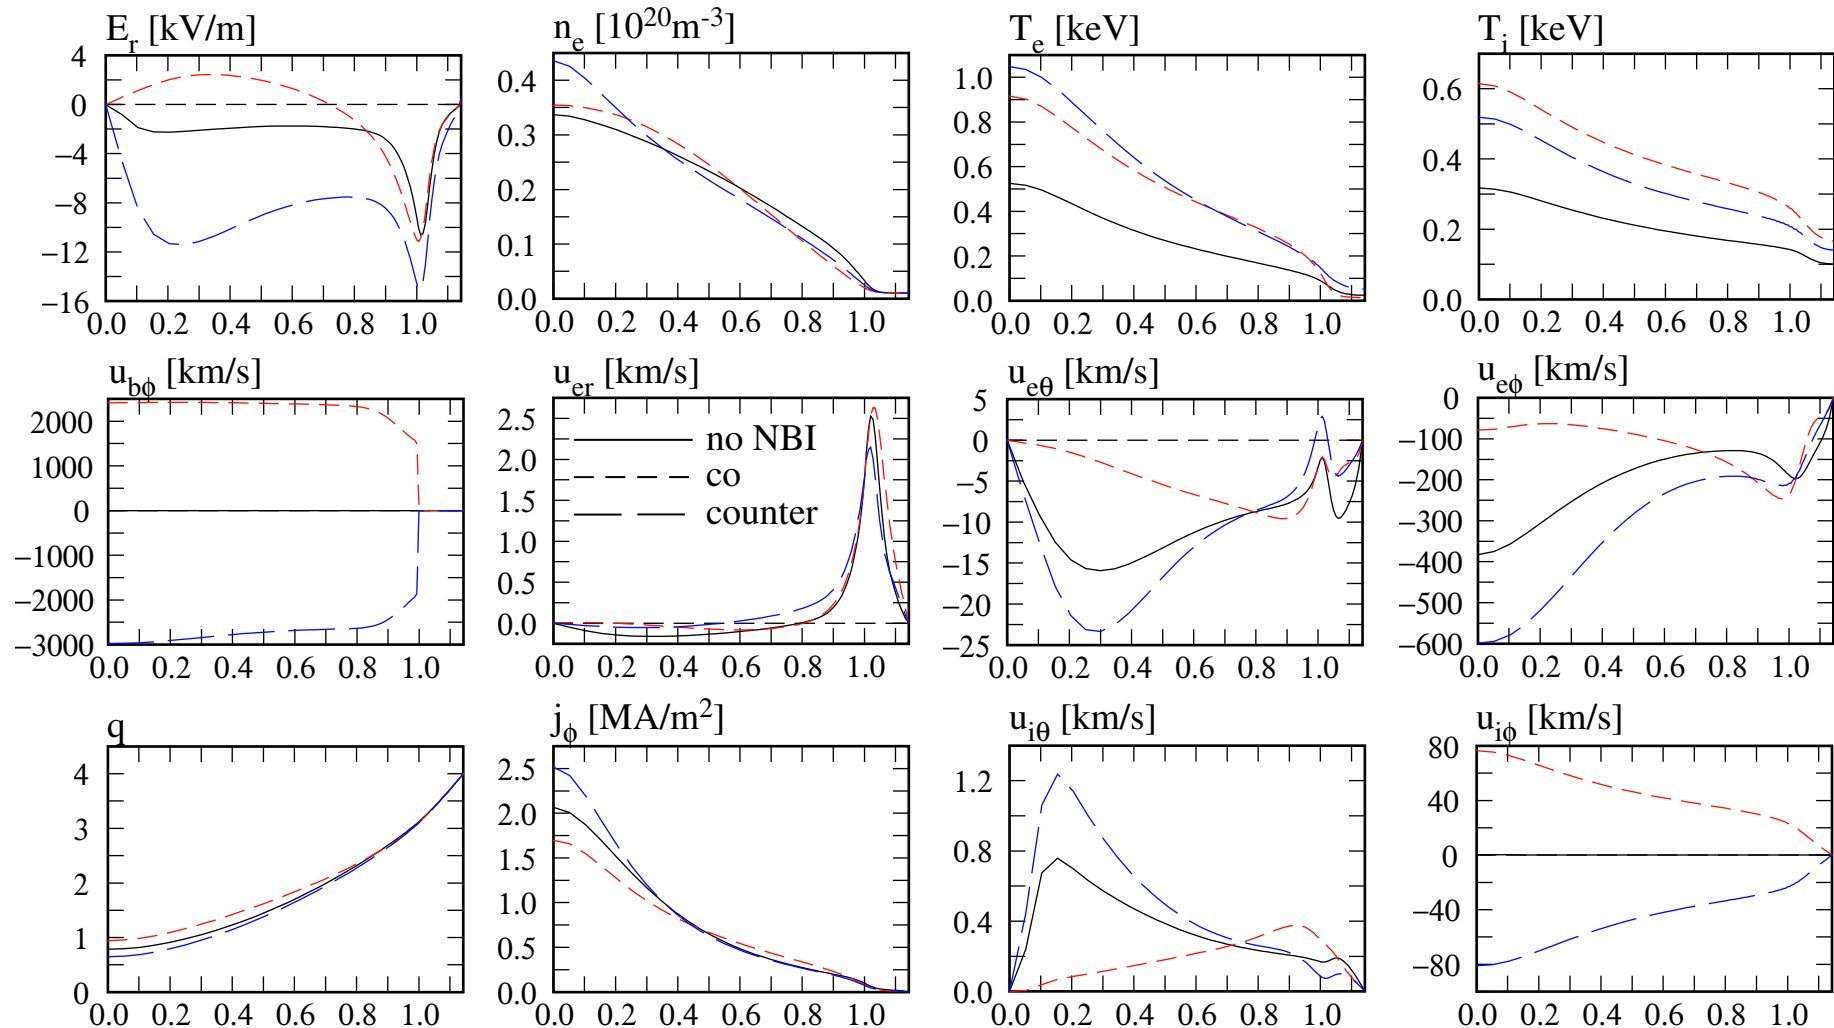 E_r [kV/m]
4
0
−4
−8
−12
−16
0.0 0.2 0.4 0.6 0.8 1.0
n_e [10^20 m^-3]
0.4
0.3
0.2
0.1
0.0
0.0 0.2 0.4 0.6 0.8 1.0
T_e [keV]
1.0
0.8
0.6
0.4
0.2
0.0
0.0 0.2 0.4 0.6 0.8 1.0
T_i [keV]
0.6
0.4
0.2
0.0
0.0 0.2 0.4 0.6 0.8 1.0
u_bϕ [km/s]
2000
1000
0
−1000
−2000
−3000
0.0 0.2 0.4 0.6 0.8 1.0
u_er [km/s]
2.5
2.0
1.5
1.0
0.5
0.0
no NBI
co
counter
0.0 0.2 0.4 0.6 0.8 1.0
u_eθ [km/s]
5
0
−5
−10
−15
−20
−25
0.0 0.2 0.4 0.6 0.8 1.0
u_eϕ [km/s]
0
−100
−200
−300
−400
−500
−600
0.0 0.2 0.4 0.6 0.8 1.0
q
4
3
2
1
0
0.0 0.2 0.4 0.6 0.8 1.0
j_ϕ [MA/m^2]
2.5
2.0
1.5
1.0
0.5
0.0
0.0 0.2 0.4 0.6 0.8 1.0
u_iθ [km/s]
1.2
0.8
0.4
0.0
0.0 0.2 0.4 0.6 0.8 1.0
u_iϕ [km/s]
80
40
0
−40
−80
0.0 0.2 0.4 0.6 0.8 1.0